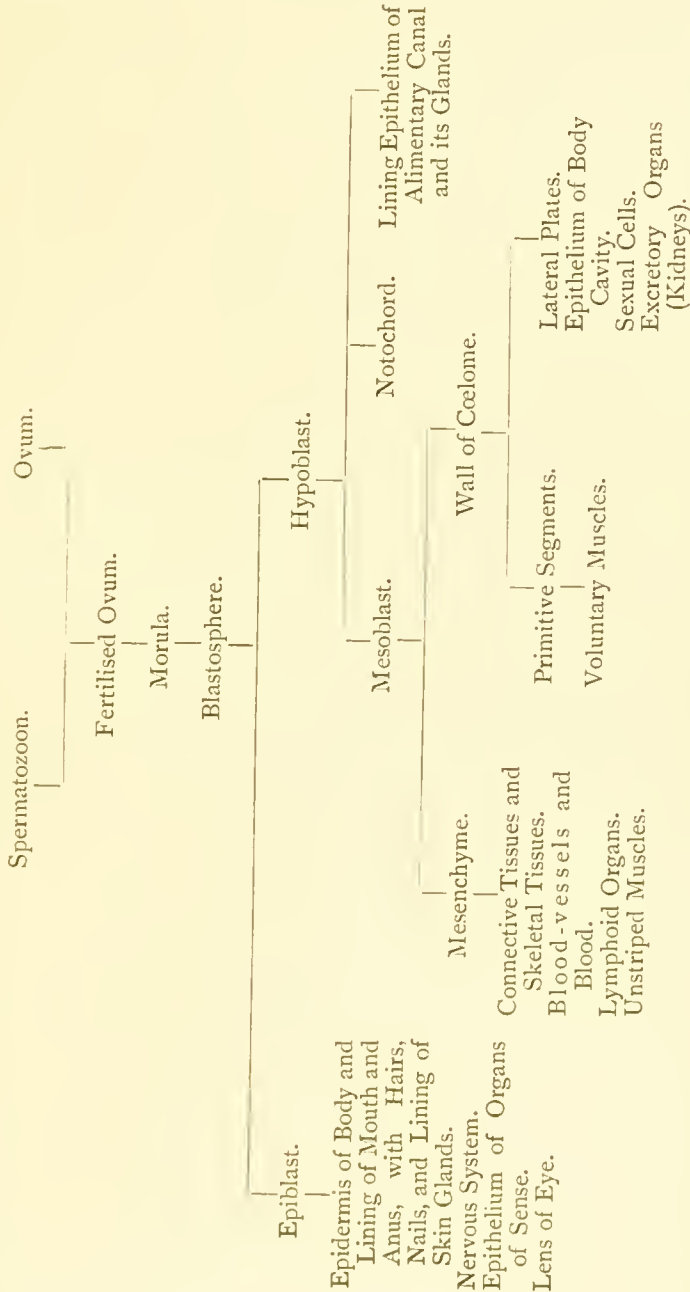 Spermatozoon.
Ovum.
Fertilised Ovum.
Morula.
Blastosphere.
Epiblast.
Hypoblast.
Epidermis of Body and
Lining of Mouth and
Anus, with Hairs,
Nails, and Lining of
Skin Glands.
Nervous System.
Epithelium of Organs
of Sense.
Lens of Eye.
Mesoblast.
Notochord.
Lining Epithelium of
Alimentary Canal
and its Glands.
Mesenchyme.
Wall of Cœlome.
Connective Tissues and
Skeletal Tissues.
Blood-vessels and
Blood.
Lymphoid Organs.
Unstriped Muscles.
Primitive Segments.
Voluntary Muscles.
Lateral Plates.
Epithelium of Body
Cavity.
Sexual Cells.
Excretory Organs
(Kidneys).